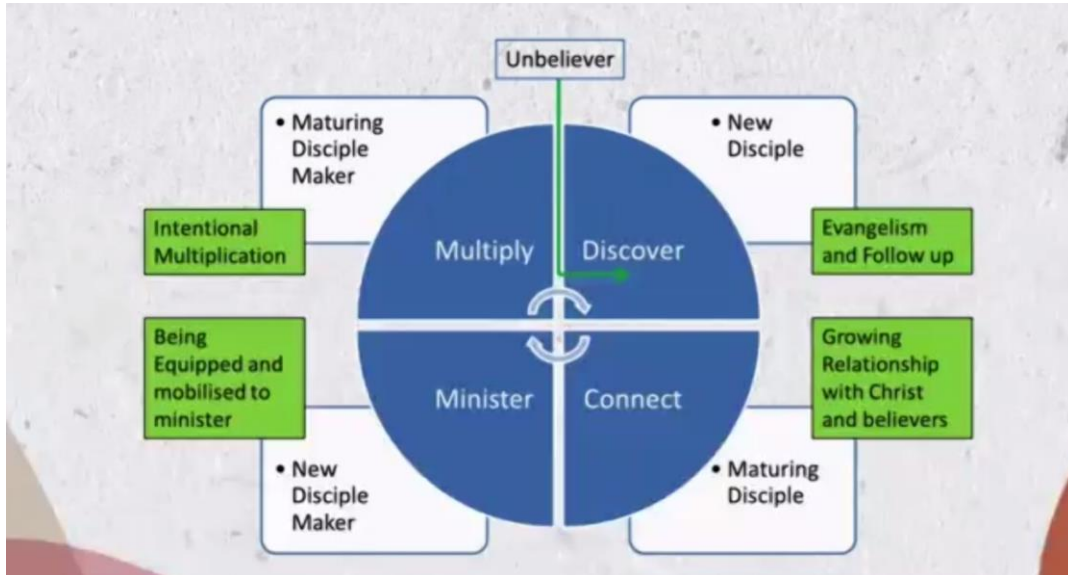 Unbeliever
• Maturing
Disciple
Maker
• New
Disciple
Intentional
Multiplication
Multiply
Discover
Evangelism
and Follow up
Being
Equipped and
mobilised to
minister
Minister
Connect
Growing
Relationship
with Christ
and believers
• New
Disciple
Maker
• Maturing
Disciple